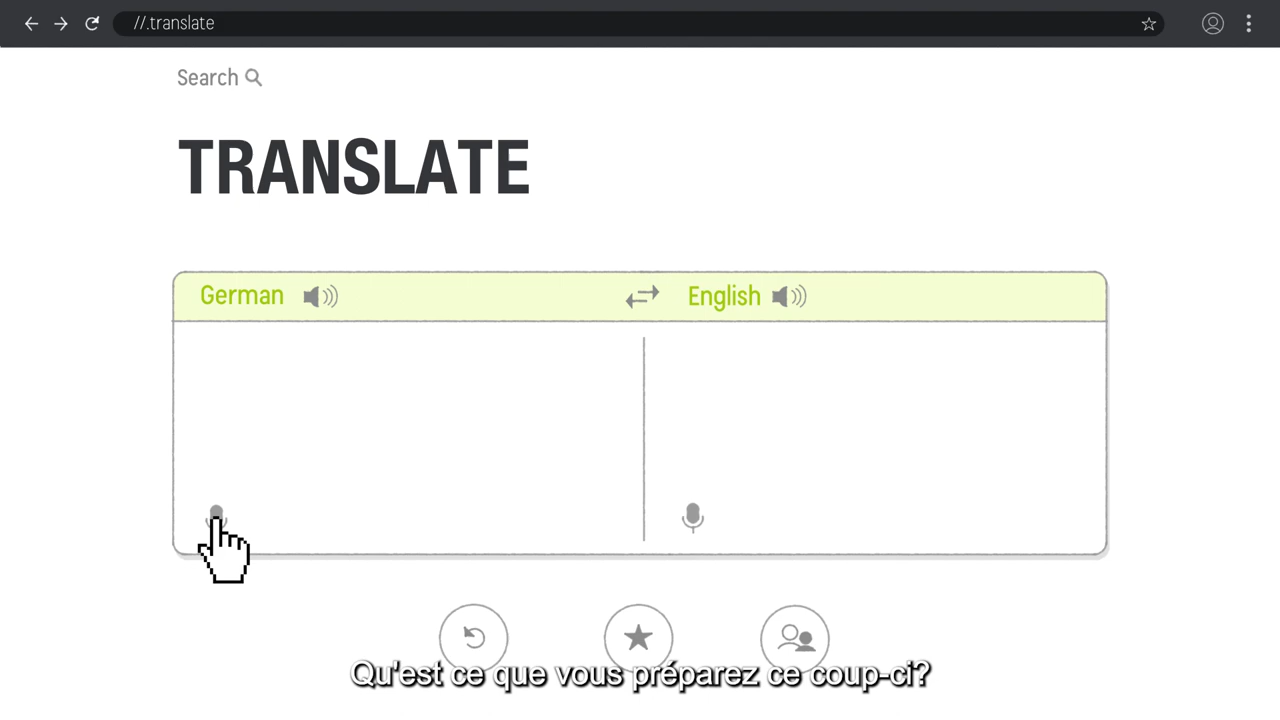 //.translate
Search
TRANSLATE
German
English
Qu'est ce que vous préparez ce coup-ci?